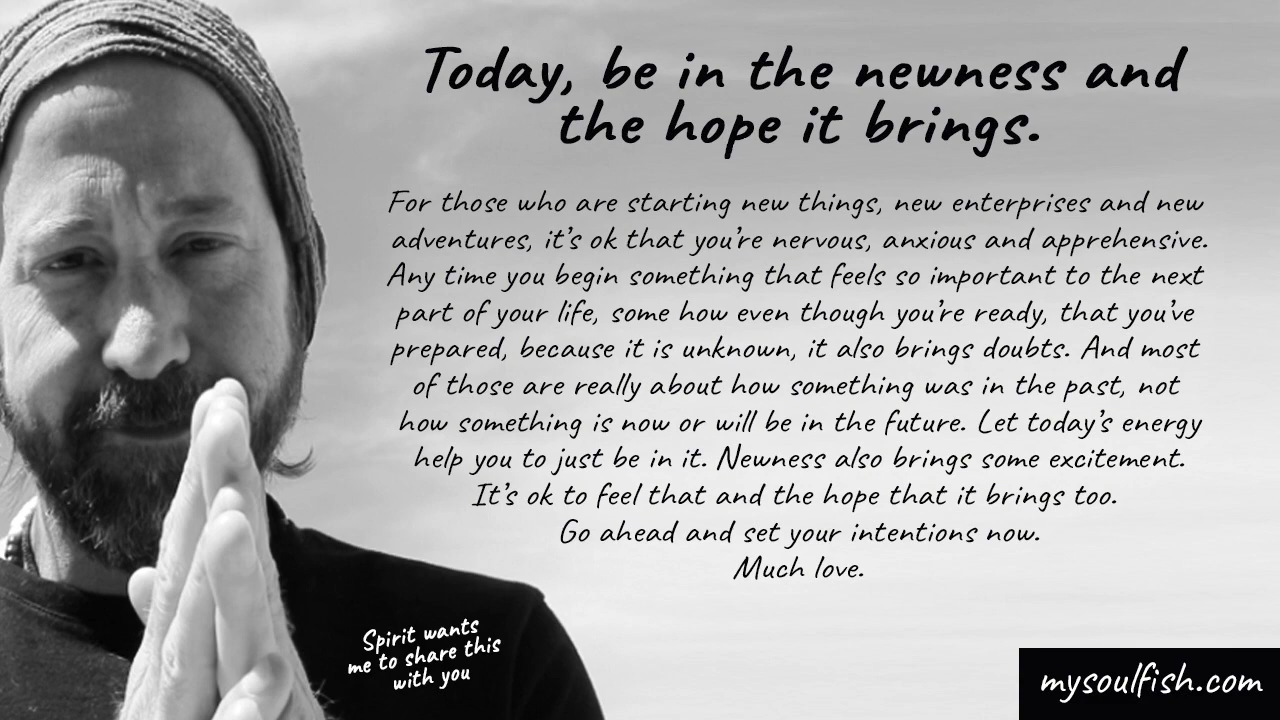 Today, be in the newness and
the hope it brings.
For those who are starting new things, new enterprises and new
adventures, it's ok that you're nervous, anxious and apprehensive.
Any time you begin something that feels so important to the next
part of your life, some how even though you're ready, that you've
prepared, because it is unknown, it also brings doubts. And most
of those are really about how something was in the past, not
how something is now or will be in the future. Let today's energy
help you to just be in it. Newness also brings some excitement.
It's ok to feel that and the hope that it brings too.
Go ahead and set your intentions now.
Much love.
Spirit wants
me to share this
with you
mysoulfish.com